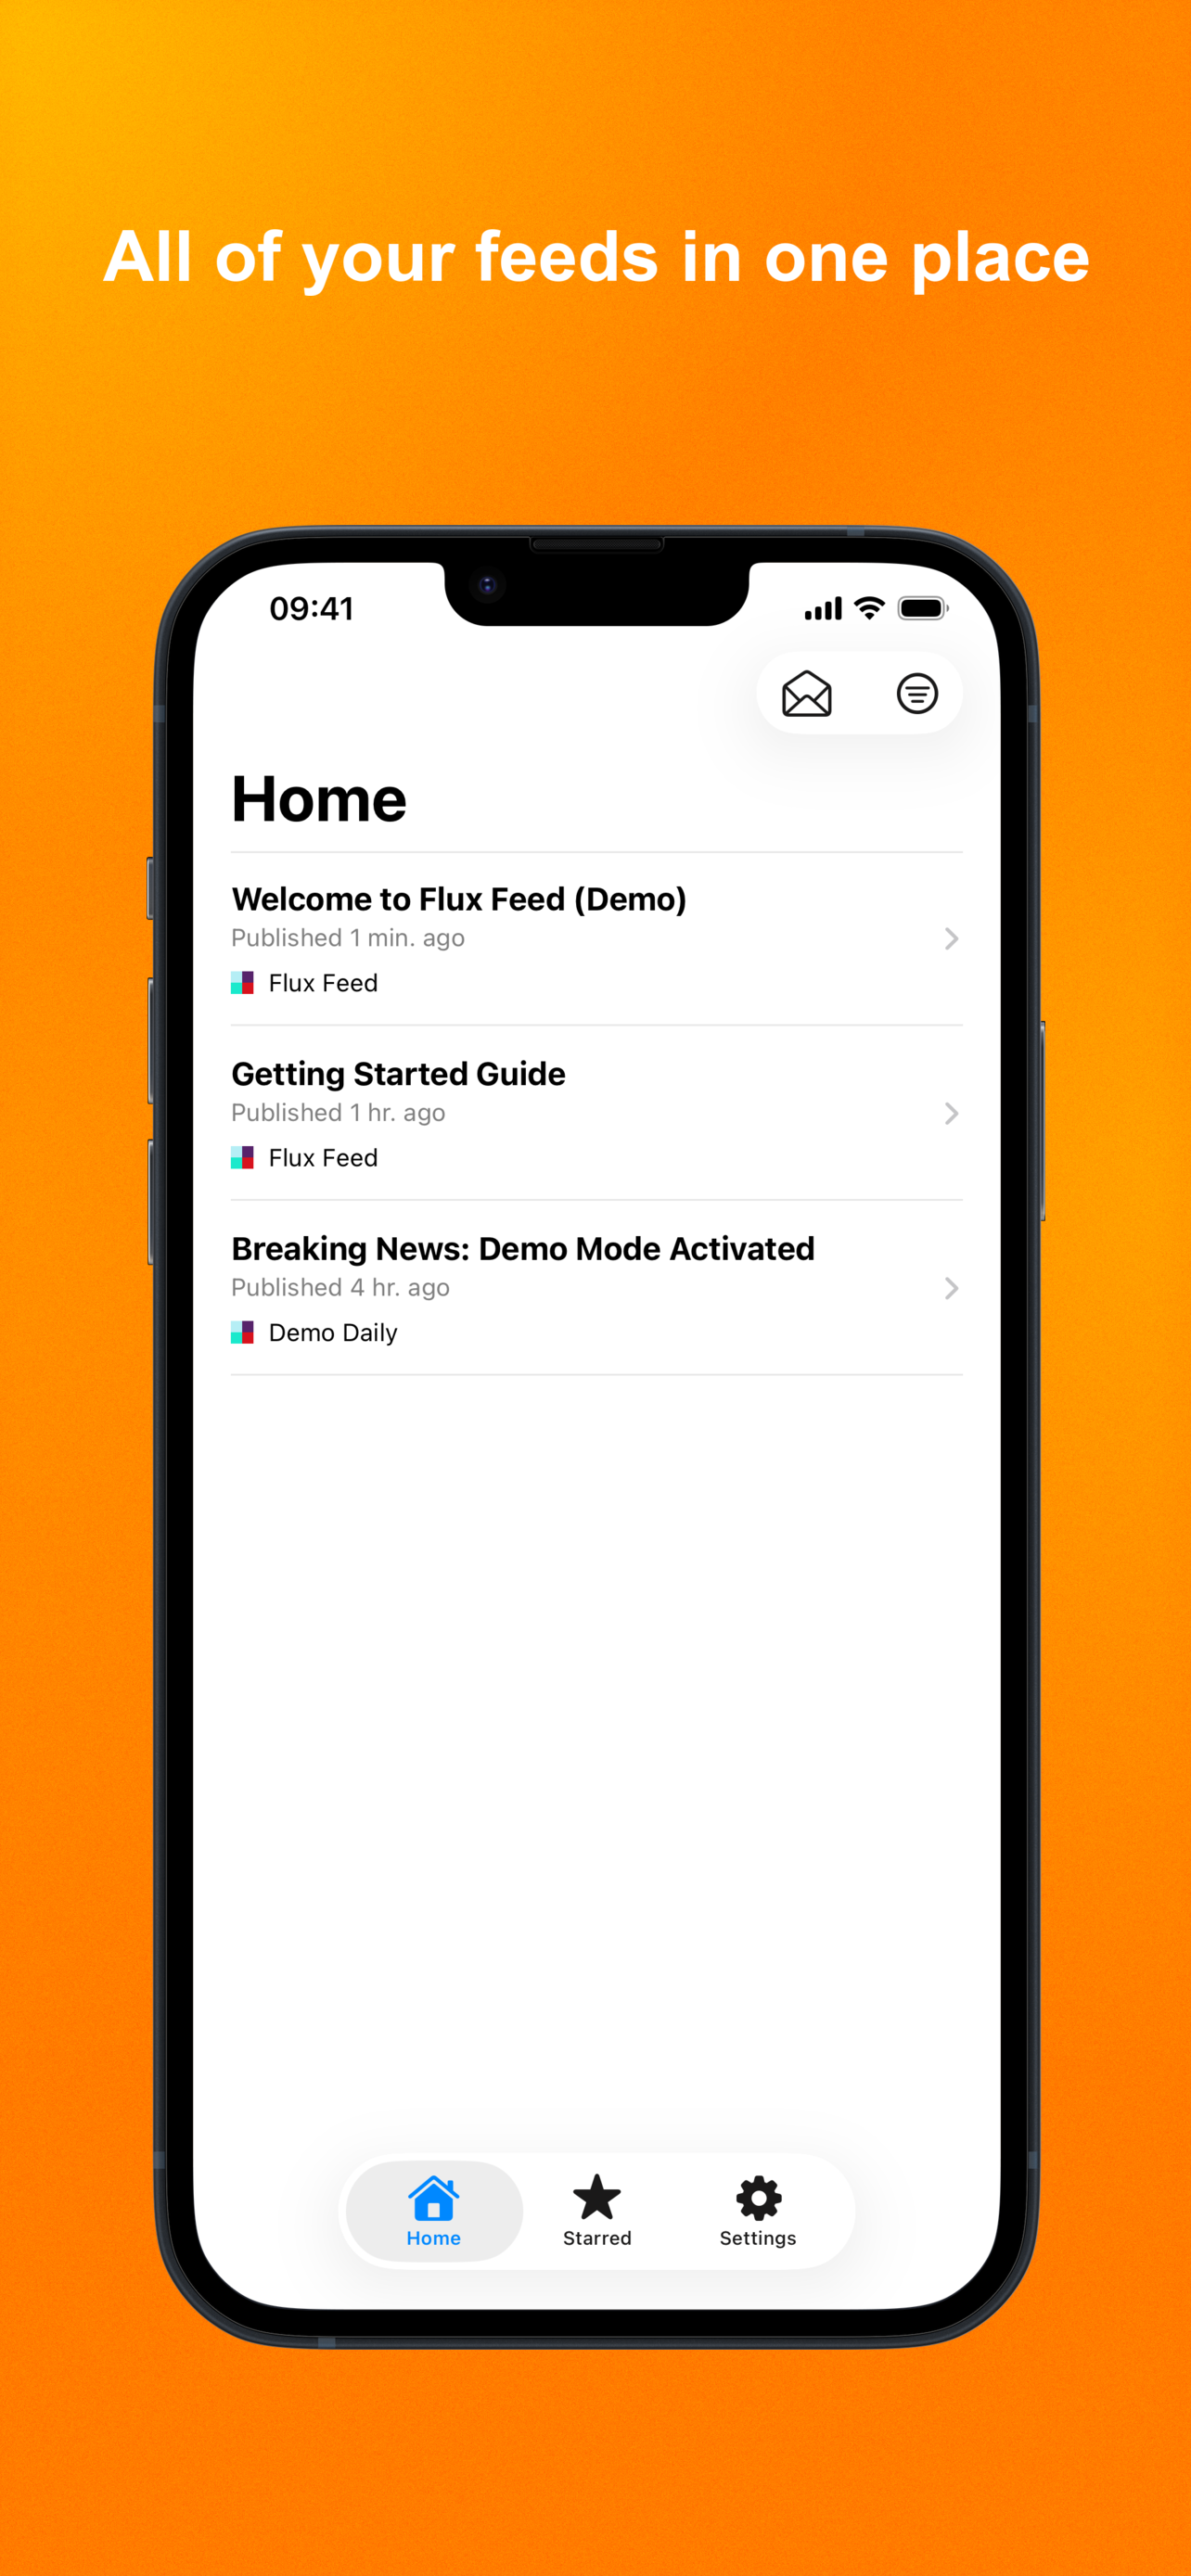 All of your feeds in one place
09:41
Home
Welcome to Flux Feed (Demo)
Published 1 min. ago
Flux Feed
Getting Started Guide
Published 1 hr. ago
Flux Feed
Breaking News: Demo Mode Activated
Published 4 hr. ago
Demo Daily
Home
Starred
Settings